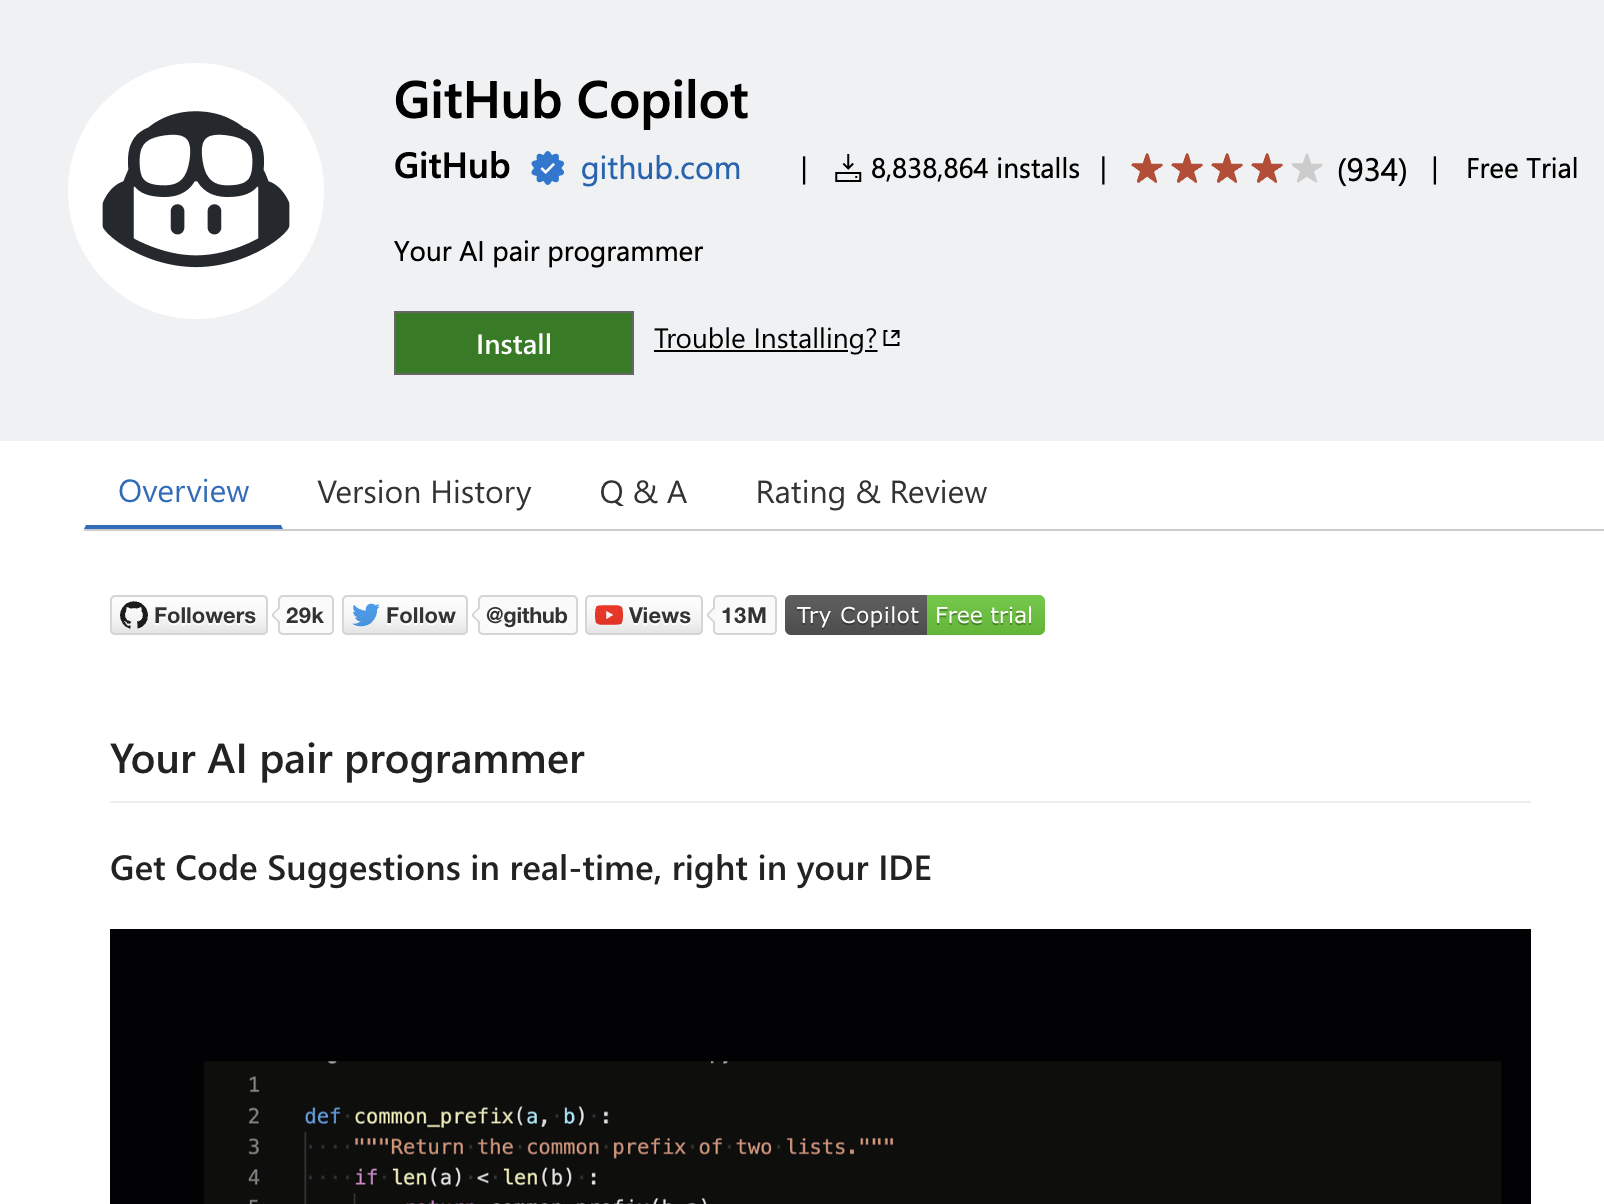 GitHub Copilot
GitHub github.com | 8,838,864 installs | (934) | Free Trial
Your AI pair programmer
Install Trouble Installing?
Overview Version History Q & A Rating & Review
Followers 29k Follow @github Views 13M Try Copilot Free trial
Your AI pair programmer
Get Code Suggestions in real-time, right in your IDE
1
2 def common_prefix(a, b) :
3 """Return the common prefix of two lists."""
4 if len(a) < len(b) :